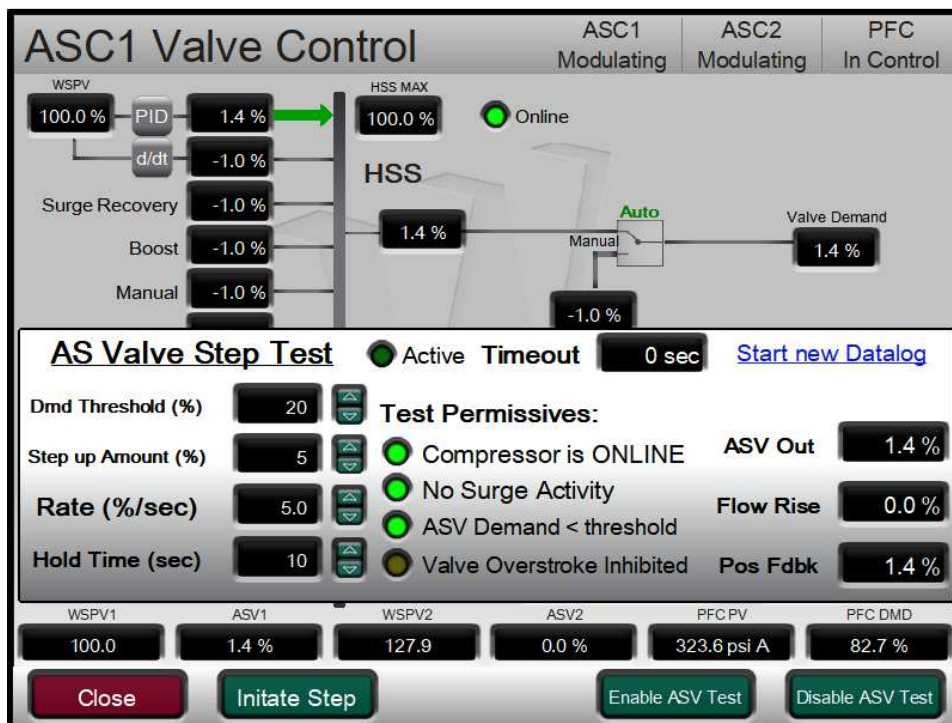 ASC1 Valve Control
ASC1 Modulating
ASC2 Modulating
PFC In Control
WSPV
100.0 %
PID
1.4 %
HSS MAX
100.0 %
Online
d/dt
-1.0 %
HSS
Surge Recovery
-1.0 %
1.4 %
Auto
Manual
Valve Demand
1.4 %
Boost
-1.0 %
Manual
-1.0 %
-1.0 %
AS Valve Step Test
Active
Timeout
0 sec
Start new Datalog
Dmd Threshold (%)
20
Test Permissives:
Step up Amount (%)
5
Compressor is ONLINE
ASV Out
1.4 %
Rate (%/sec)
5.0
No Surge Activity
Flow Rise
0.0 %
ASV Demand < threshold
Hold Time (sec)
10
Valve Overstroke Inhibited
Pos Fdbk
1.4 %
WSPV1
ASV1
WSPV2
ASV2
PFC PV
PFC DMD
100.0
1.4 %
127.9
0.0 %
323.6 psi A
82.7 %
Close
Initate Step
Enable ASV Test
Disable ASV Test